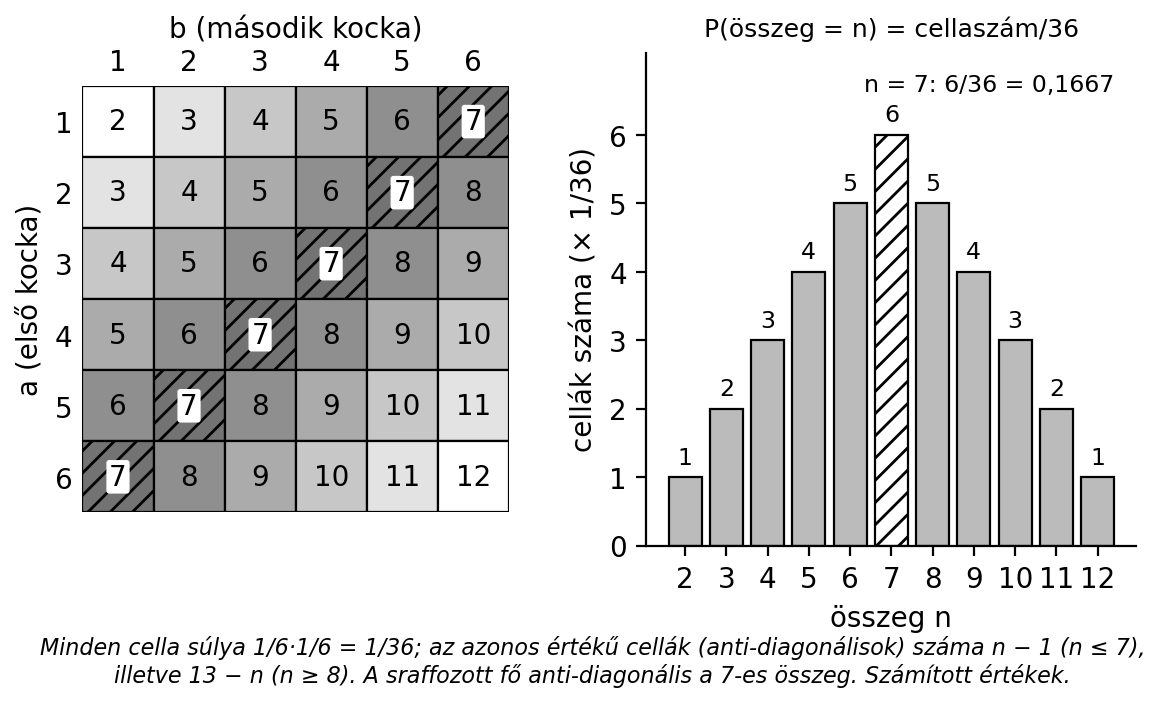 b (második kocka)
1 2 3 4 5 6
a (első kocka)
1 2 3 4 5 6 7
2 3 4 5 6 7 8
3 4 5 6 7 8 9
4 5 6 7 8 9 10
5 6 7 8 9 10 11
6 7 8 9 10 11 12
P(összeg = n) = cellaszám/36
n = 7: 6/36 = 0,1667
cellák száma (× 1/36)
6
5
4
3
2
1
0
1 2 3 4 5 6 5 4 3 2 1
2 3 4 5 6 7 8 9 10 11 12
összeg n
Minden cella súlya 1/6·1/6 = 1/36; az azonos értékű cellák (anti-diagonálisok) száma n − 1 (n ≤ 7),
illetve 13 − n (n ≥ 8). A sraffozott fő anti-diagonális a 7-es összeg. Számított értékek.